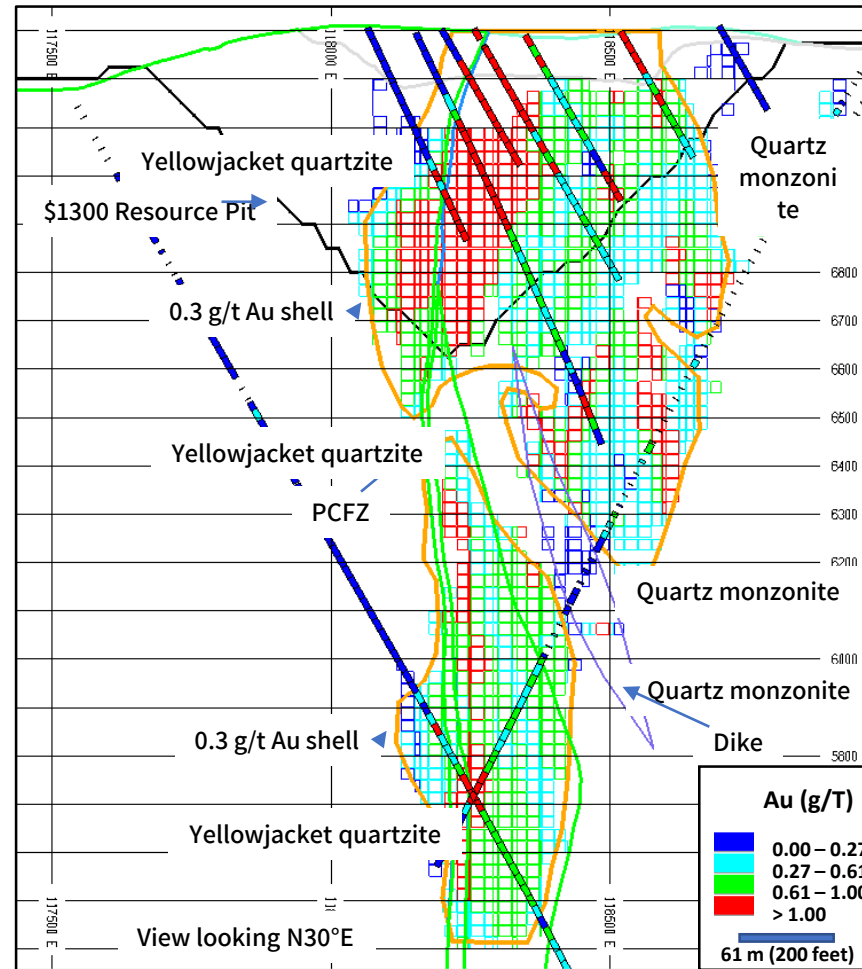 117500 E
118000 E
118500 E
Yellowjacket quartzite
Quartz
monzoni
te
$1300 Resource Pit
6800
0.3 g/t Au shell
6700
6600
6500
Yellowjacket quartzite
6400
PCFZ
6300
6200
Quartz monzonite
Quartz monzonite
0.3 g/t Au shell
Dike
5800
Au (g/T)
Yellowjacket quartzite
0.00 – 0.27
0.27 – 0.61
0.61 – 1.00
> 1.00
117500 E
118500 E
View looking N30°E
61 m (200 feet)